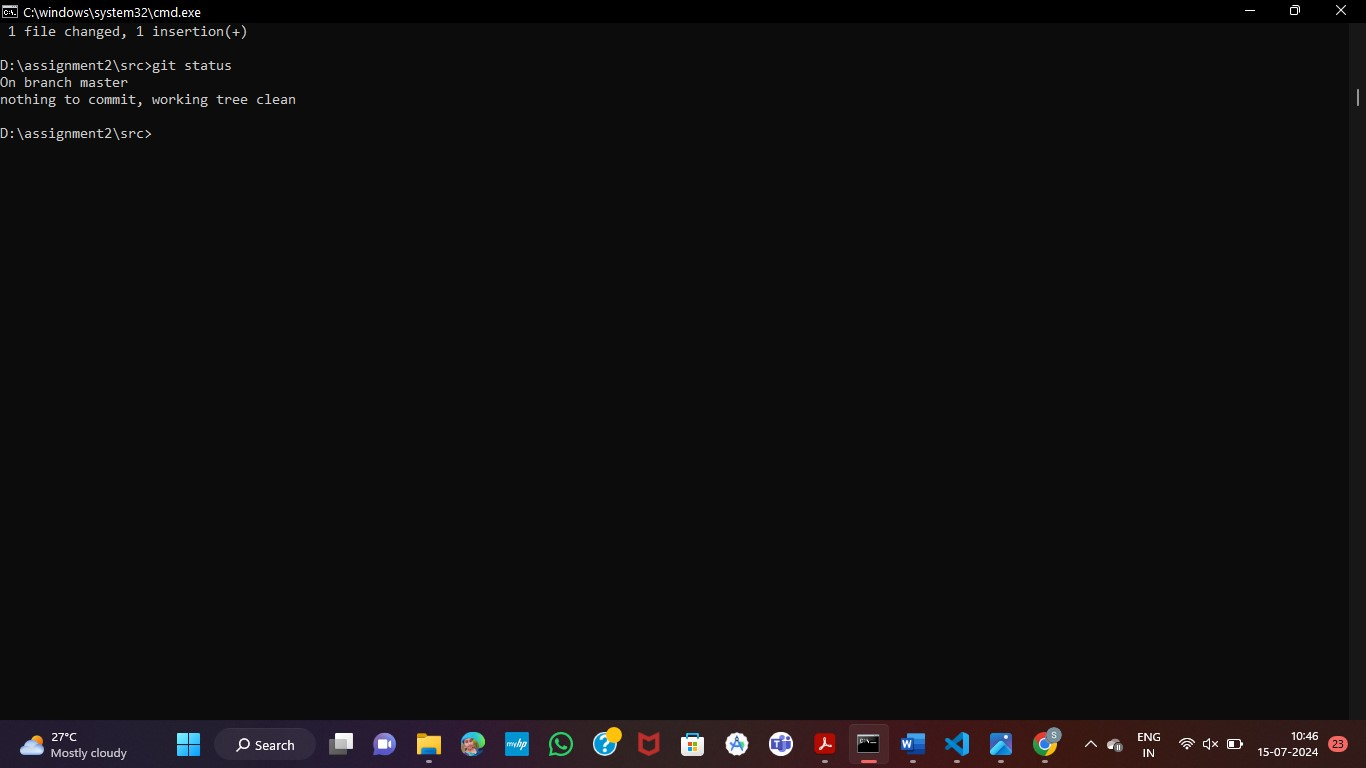 C:\windows\system32\cmd.exe
1 file changed, 1 insertion(+)
D:\assignment2\src>git status
On branch master
nothing to commit, working tree clean
D:\assignment2\src>
27°C
Mostly cloudy
Search
myhp
S
ENG
IN
10:46
15-07-2024
23